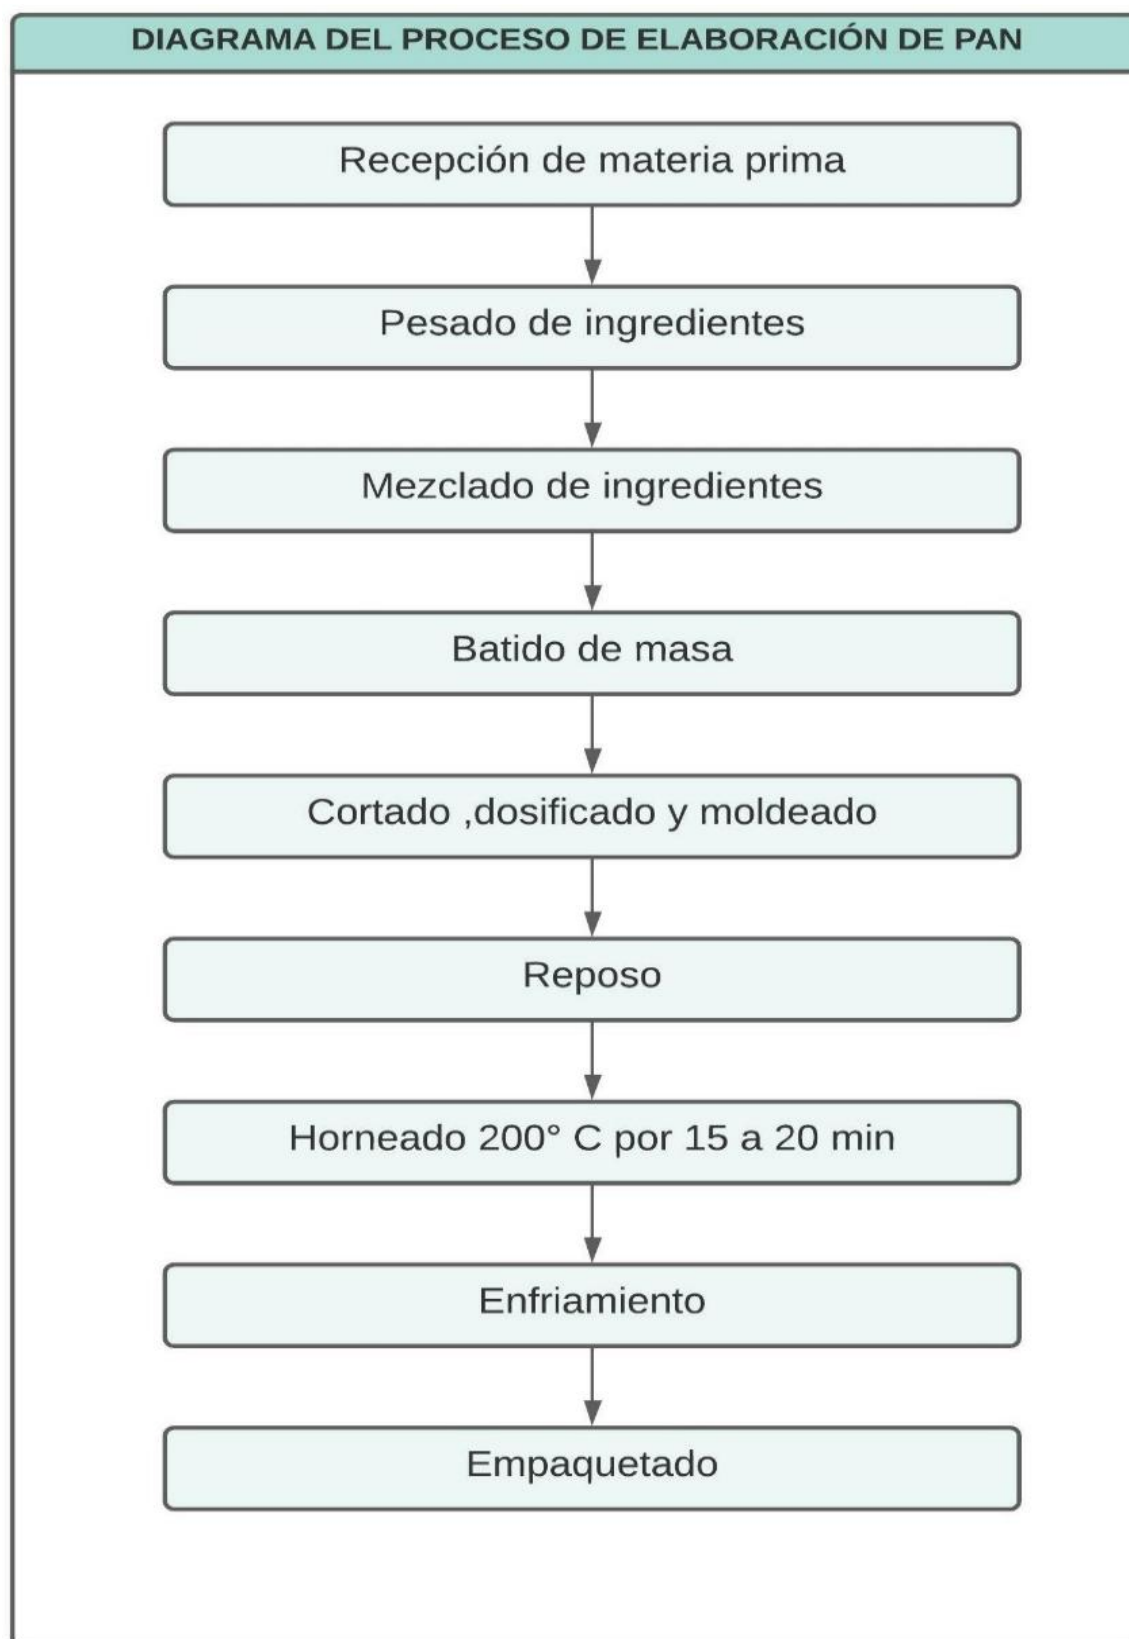 DIAGRAMA DEL PROCESO DE ELABORACIÓN DE PAN
Recepción de materia prima
Pesado de ingredientes
Mezclado de ingredientes
Batido de masa
Cortado ,dosificado y moldeado
Reposo
Horneado 200° C por 15 a 20 min
Enfriamiento
Empaquetado